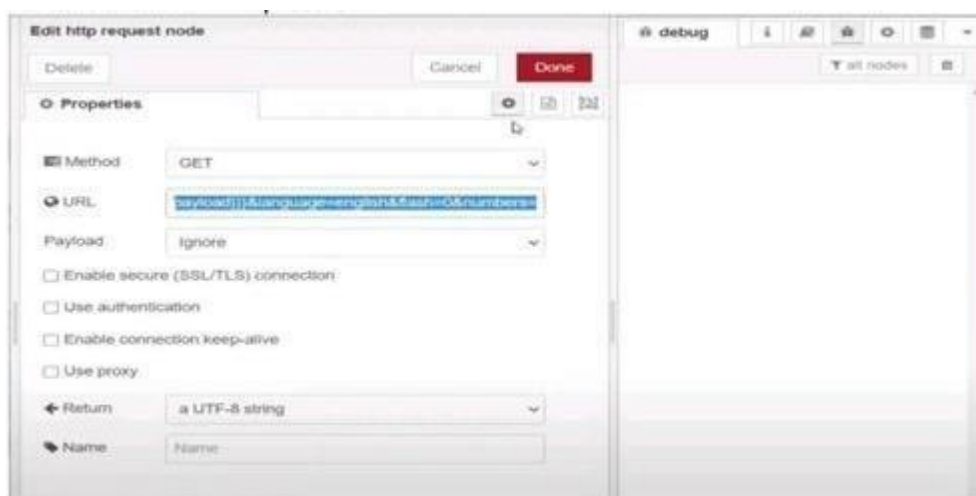 Edit http request node
debug
i
Delete
Cancel
Done
all nodes
Properties
Method
GET
URL
payload}}}&language=english&flash=0&numbers=
Payload
Ignore
Enable secure (SSL/TLS) connection
Use authentication
Enable connection keep-alive
Use proxy
Return
a UTF-8 string
Name
Name